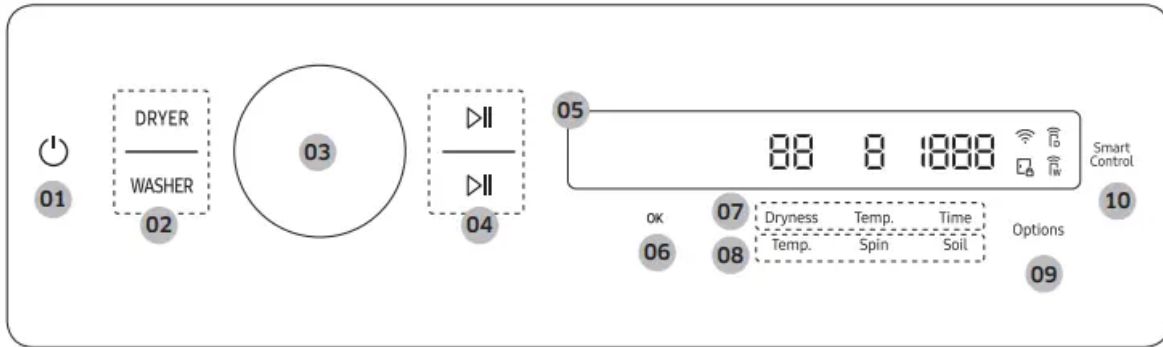 05
DRYER
88 8 1888
D
Smart
Control
03
WASHER
W
01
10
02
04
OK
07
Dryness Temp. Time
Options
06
08
Temp. Spin Soil
09